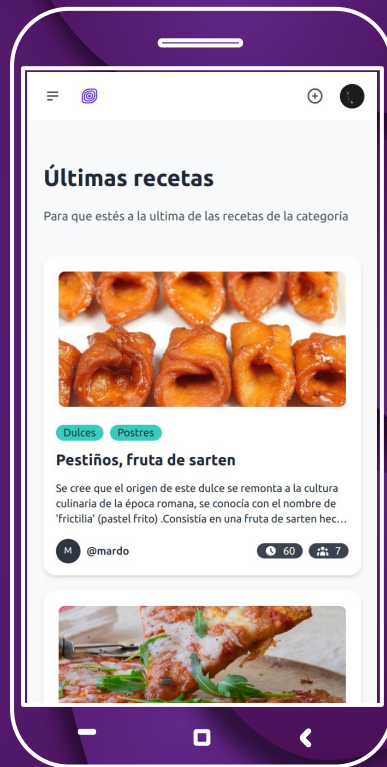 Últimas recetas
Para que estés a la ultima de las recetas de la categoría
Dulces Postres
Pestiños, fruta de sarten
Se cree que el origen de este dulce se remonta a la cultura
culinaria de la época romana, se conocía con el nombre de
'frictilia' (pastel frito) .Consistía en una fruta de sarten hec...
M @mardo 60 7